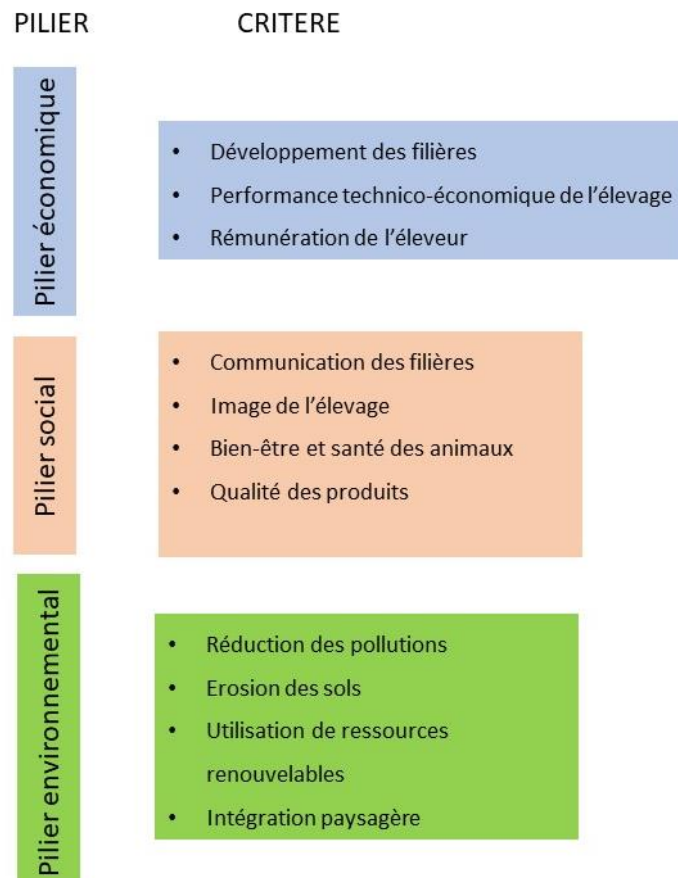 PILIER CRITERE
Pilier économique
• Développement des filières
• Performance technico-économique de l'élevage
• Rémunération de l'éleveur
Pilier social
• Communication des filières
• Image de l'élevage
• Bien-être et santé des animaux
• Qualité des produits
Pilier environnemental
• Réduction des pollutions
• Erosion des sols
• Utilisation de ressources
renouvelables
• Intégration paysagère